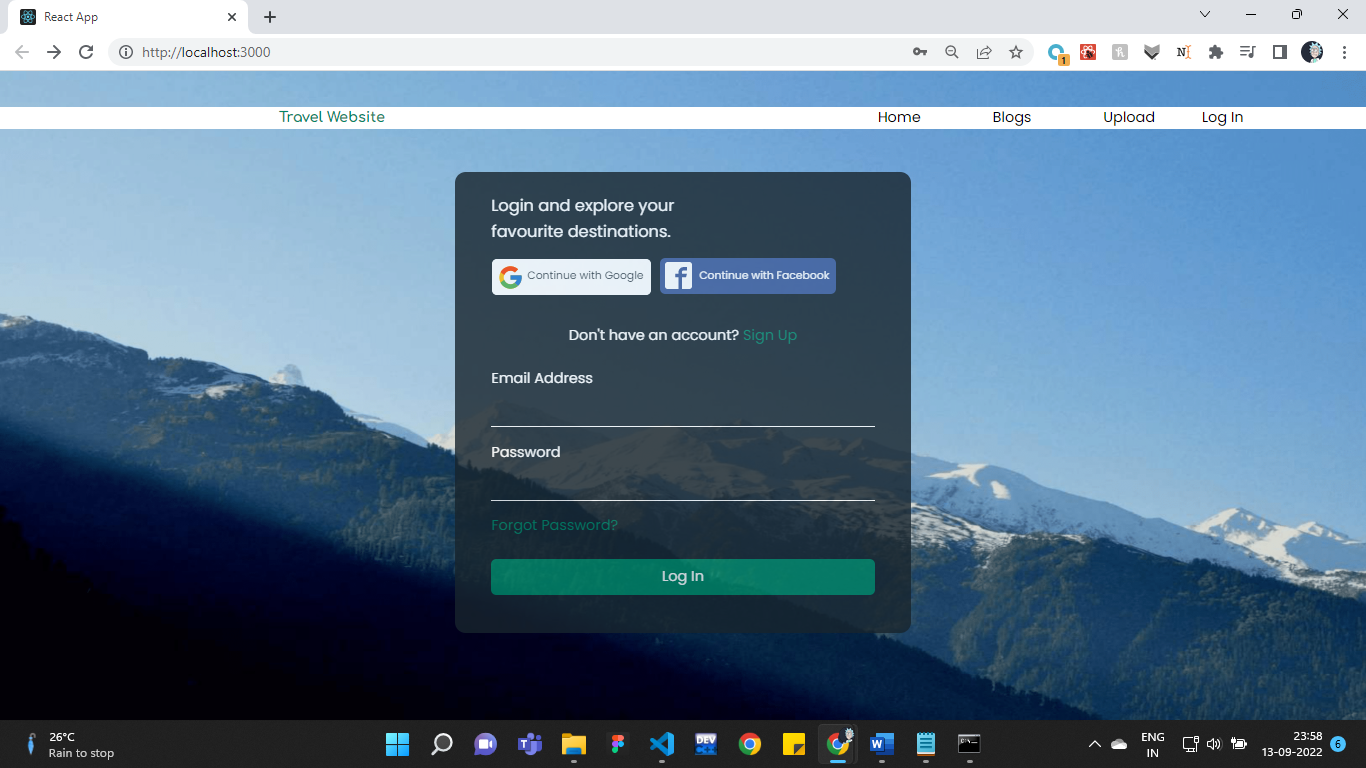 React App
http://localhost:3000
1
Travel Website Home Blogs Upload Log In
Login and explore your
favourite destinations.
Continue with Google Continue with Facebook
Don't have an account? Sign Up
Email Address
Password
Forgot Password?
Log In
26°C
Rain to stop
DEV
ENG
IN
23:58
13-09-2022
6